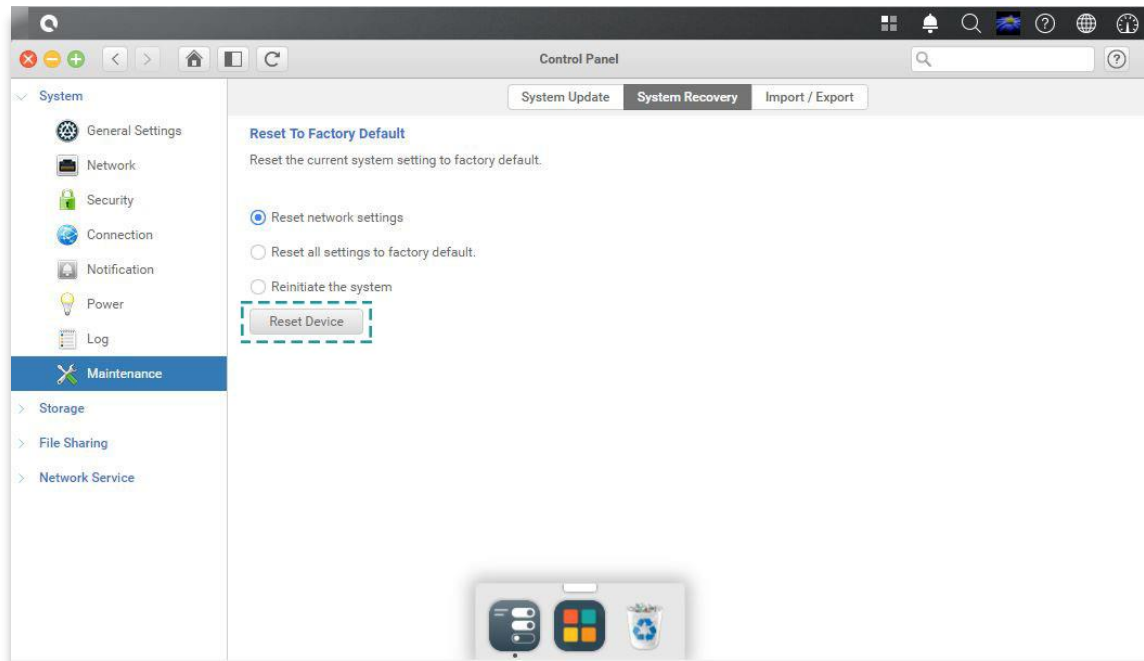 Control Panel
System
General Settings
Network
Security
Connection
Notification
Power
Log
Maintenance
Storage
File Sharing
Network Service
System Update
System Recovery
Import / Export
Reset To Factory Default
Reset the current system setting to factory default.
Reset network settings
Reset all settings to factory default.
Reinitiate the system
Reset Device